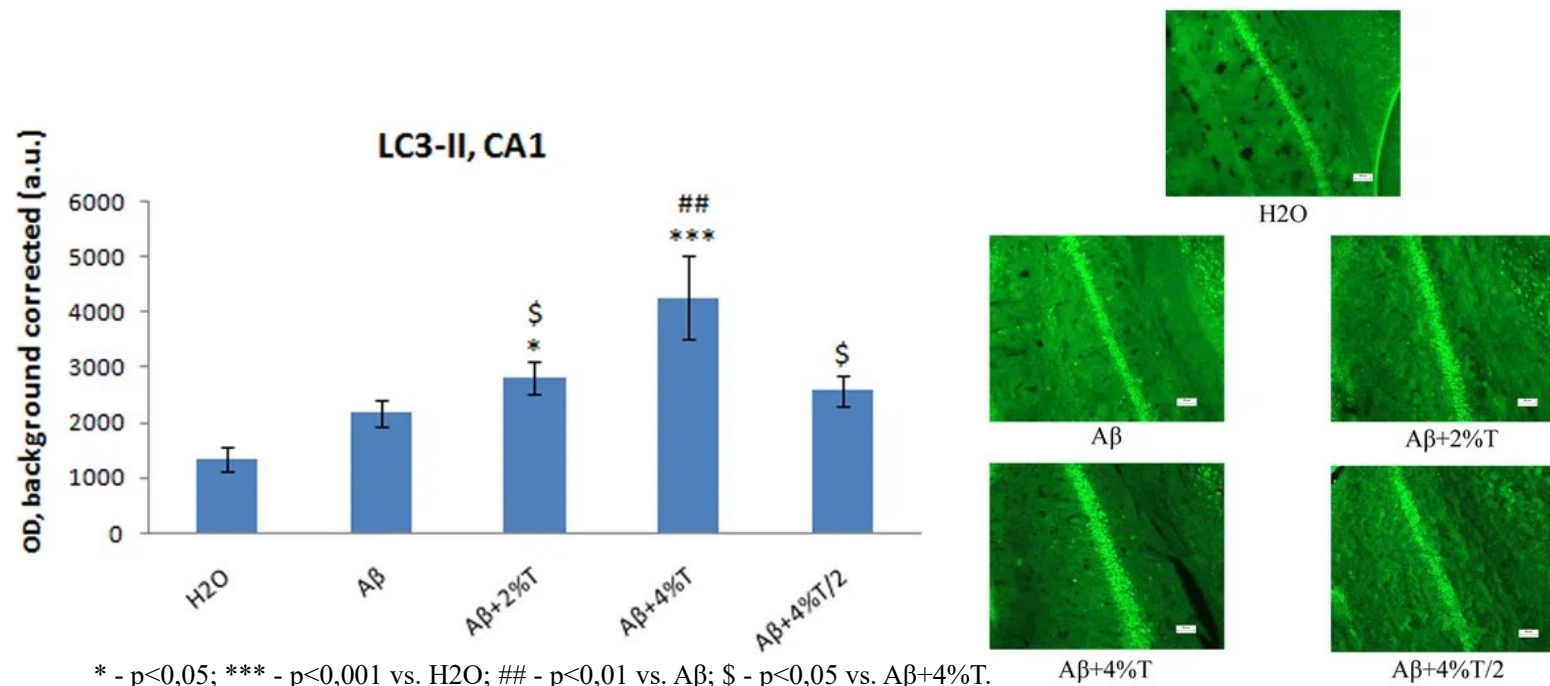 LC3-II, CA1
OD, background corrected (a.u.)
6000
5000
4000
3000
2000
1000
0
$
*
##
***
$
H2O
Aβ
Aβ+2%T
Aβ+4%T
Aβ+4%T/2
* - p<0,05; *** - p<0,001 vs. H2O; ## - p<0,01 vs. Aβ; $ - p<0,05 vs. Aβ+4%T.
H2O
Aβ
Aβ+2%T
Aβ+4%T
Aβ+4%T/2